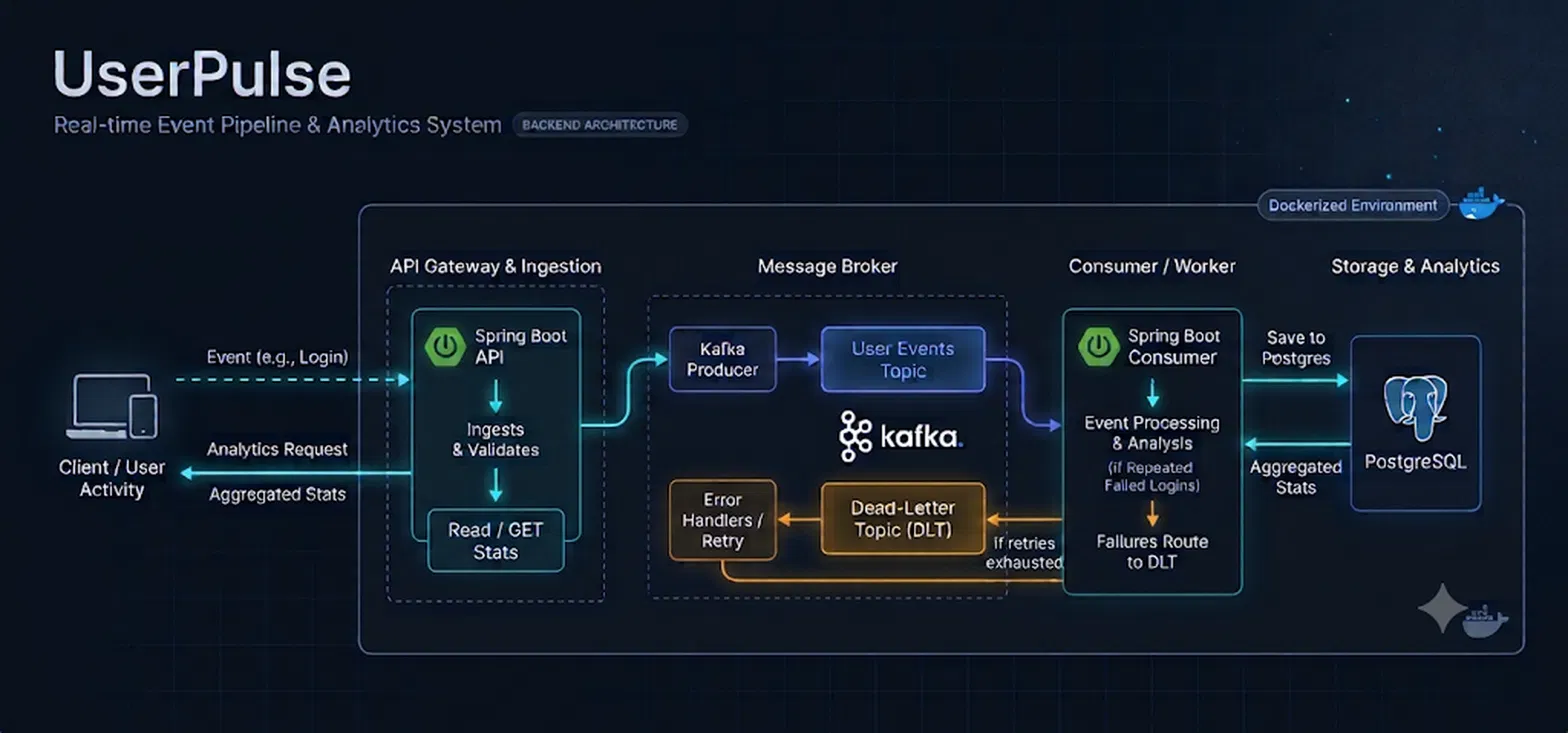 UserPulse
Real-time Event Pipeline & Analytics System
BACKEND ARCHITECTURE
Dockerized Environment
API Gateway & Ingestion
Message Broker
Consumer / Worker
Storage & Analytics
Event (e.g., Login)
Analytics Request
Aggregated Stats
Client / User
Activity
Spring Boot
API
Ingests
& Validates
Read / GET
Stats
Kafka
Producer
User Events
Topic
kafka.
Error
Handlers /
Retry
Dead-Letter
Topic (DLT)
if retries
exhausted
Spring Boot
Consumer
Event Processing
& Analysis
(if Repeated
Failed Logins)
Failures Route
to DLT
Save to
Postgres
Aggregated
Stats
PostgreSQL